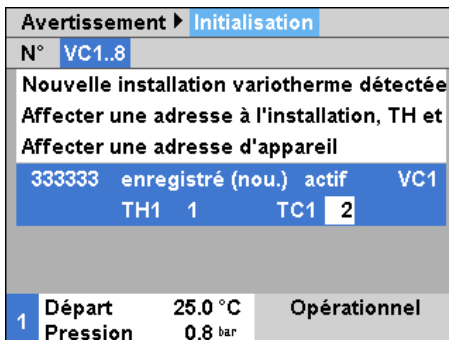 Avertissement ▶ Initialisation
N° VC1..8
Nouvelle installation variotherme détectée
Affecter une adresse à l'installation, TH et
Affecter une adresse d'appareil
333333 enregistré (nou.) actif VC1
TH1 1 TC1 2
1 Départ 25.0 °C Opérationnel
Pression 0.8 bar